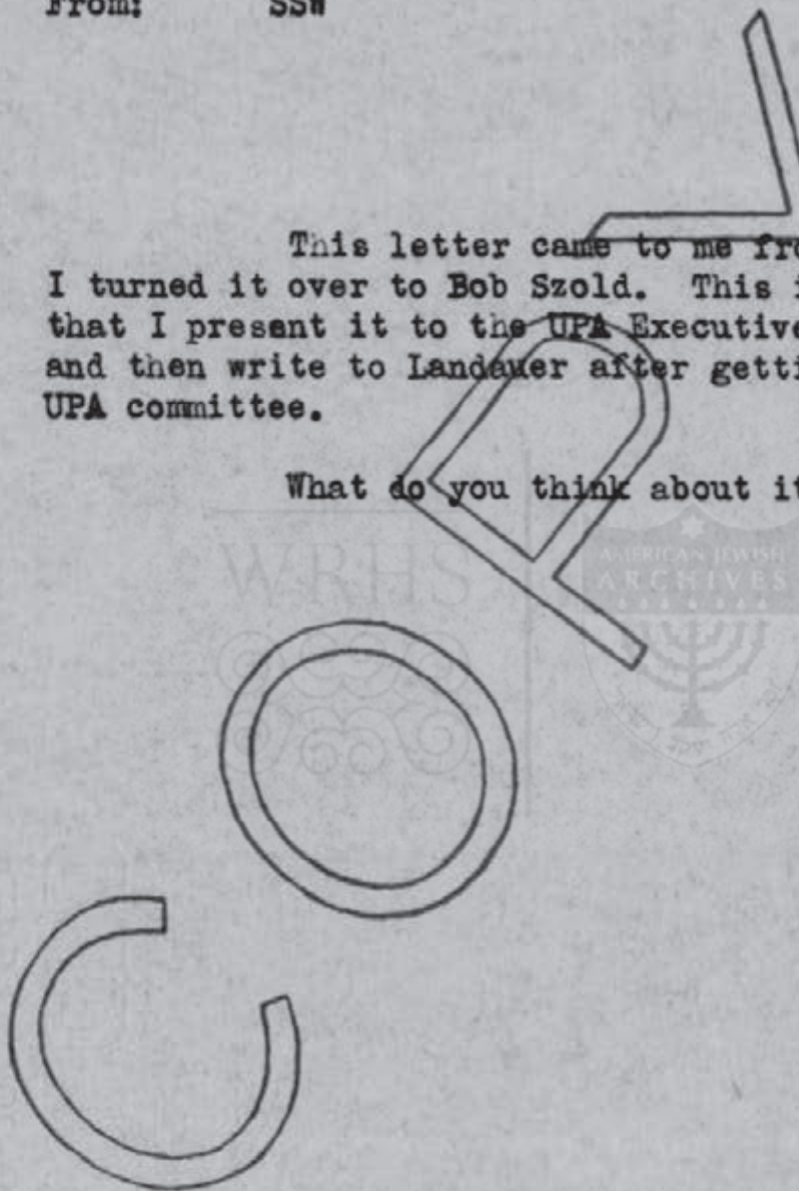 From: SSW
This letter came to me fro
I turned it over to Bob Szold. This i
that I present it to the UPA Executive
and then write to Landauer after getti
UPA committee.
What do you think about it
COPY
WRHS
AMERICAN JEWISH
ARCHIVES